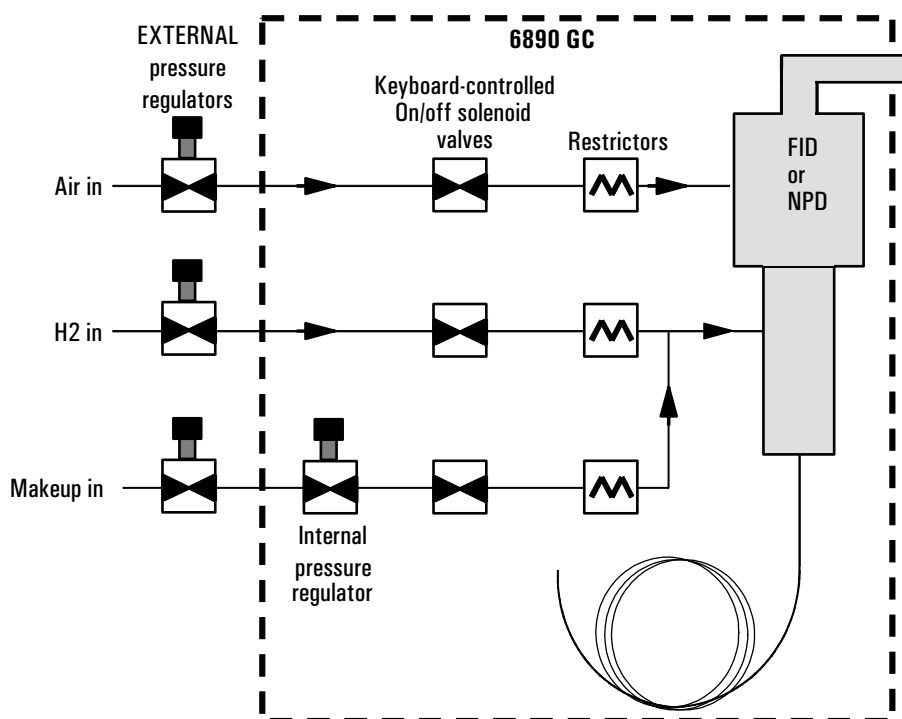 EXTERNAL
pressure
regulators
6890 GC
Keyboard-controlled
On/off solenoid
valves
Restrictors
FID
or
NPD
Air in
H2 in
Makeup in
Internal
pressure
regulator